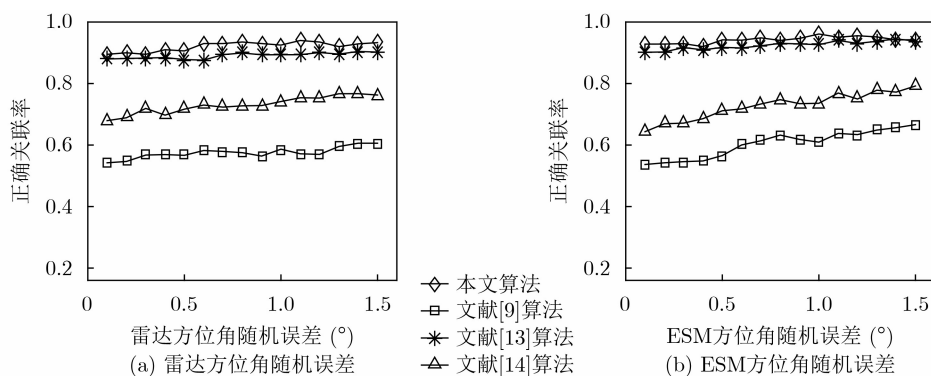 1.0
0.8
0.6
0.4
0.2
0
0.5
1.0
1.5
正确关联率
雷达方位角随机误差 (°)
(a) 雷达方位角随机误差
本文算法
文献[9]算法
文献[13]算法
文献[14]算法
1.0
0.8
0.6
0.4
0.2
0
0.5
1.0
1.5
正确关联率
ESM方位角随机误差 (°)
(b) ESM方位角随机误差